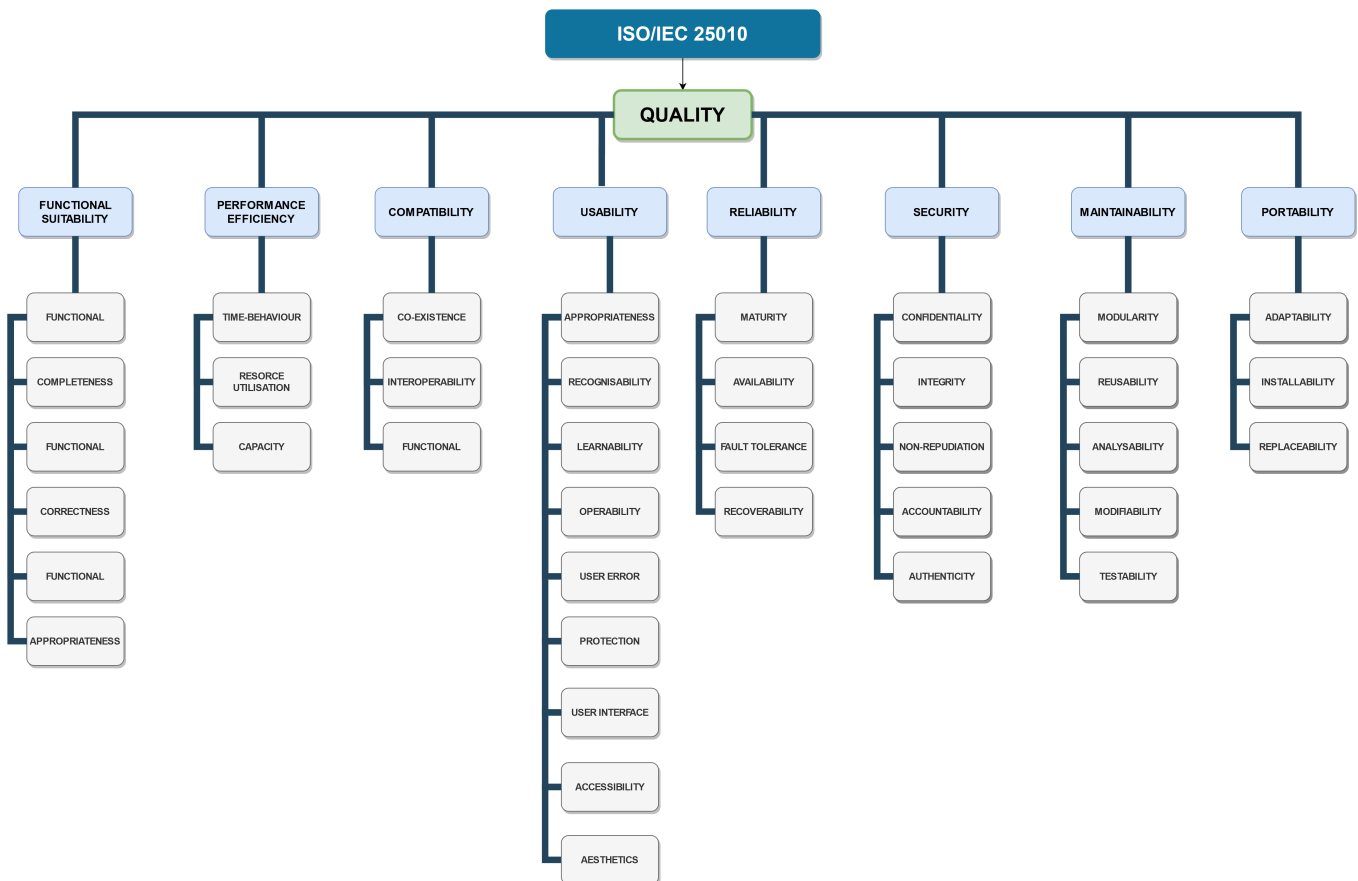 ISO/IEC 25010
QUALITY
FUNCTIONAL
SUITABILITY
PERFORMANCE
EFFICIENCY
COMPATIBILITY
USABILITY
RELIABILITY
SECURITY
MAINTAINABILITY
PORTABILITY
FUNCTIONAL
COMPLETENESS
FUNCTIONAL
CORRECTNESS
FUNCTIONAL
APPROPRIATENESS
TIME-BEHAVIOUR
RESORCE
UTILISATION
CAPACITY
CO-EXISTENCE
INTEROPERABILITY
FUNCTIONAL
APPROPRIATENESS
RECOGNISABILITY
LEARNABILITY
OPERABILITY
USER ERROR
PROTECTION
USER INTERFACE
ACCESSIBILITY
AESTHETICS
MATURITY
AVAILABILITY
FAULT TOLERANCE
RECOVERABILITY
CONFIDENTIALITY
INTEGRITY
NON-REPUDIATION
ACCOUNTABILITY
AUTHENTICITY
MODULARITY
REUSABILITY
ANALYSABILITY
MODIFIABILITY
TESTABILITY
ADAPTABILITY
INSTALLABILITY
REPLACEABILITY